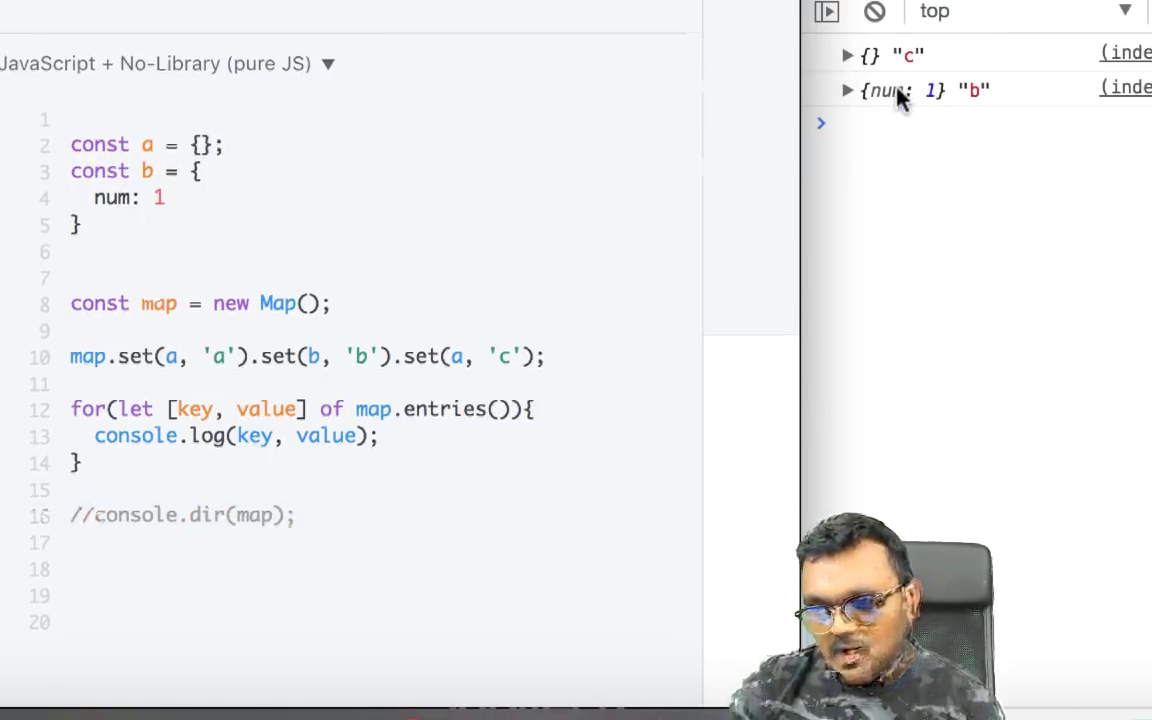 JavaScript + No-Library (pure JS) ▼
1
2 const a = {};
3 const b = {
4 num: 1
5 }
6
7
8 const map = new Map();
9
10 map.set(a, 'a').set(b, 'b').set(a, 'c');
11
12 for(let [key, value] of map.entries()){
13 console.log(key, value);
14 }
15
16 //console.dir(map);
17
18
19
20
top ▼
▶ {} "c" (inde
▶ {num: 1} "b" (inde